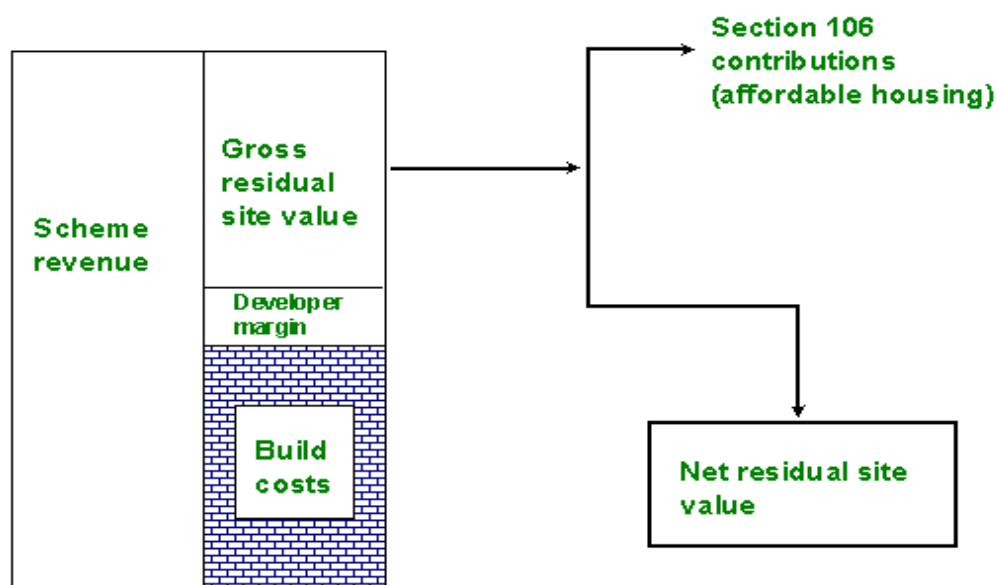 Section 106
contributions
(affordable housing)
Gross
residual
site value
Scheme
revenue
Developer
margin
Build
costs
Net residual site
value